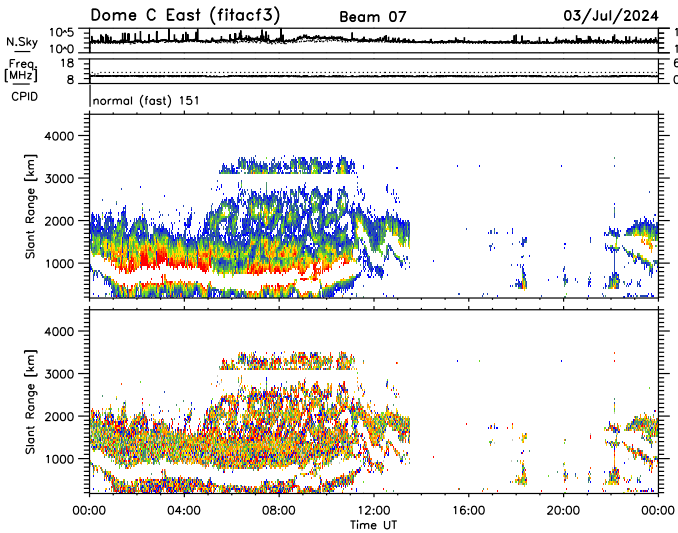 Dome C East (fitacf3) Beam 07 03/Jul/2024
N.Sky 10^5 10^0 1 1
Freq. [MHz] 18 8 6 0
CPID normal (fast) 151
Slant Range [km] 4000 3000 2000 1000
Slant Range [km] 4000 3000 2000 1000
00:00 04:00 08:00 12:00 16:00 20:00 00:00
Time UT